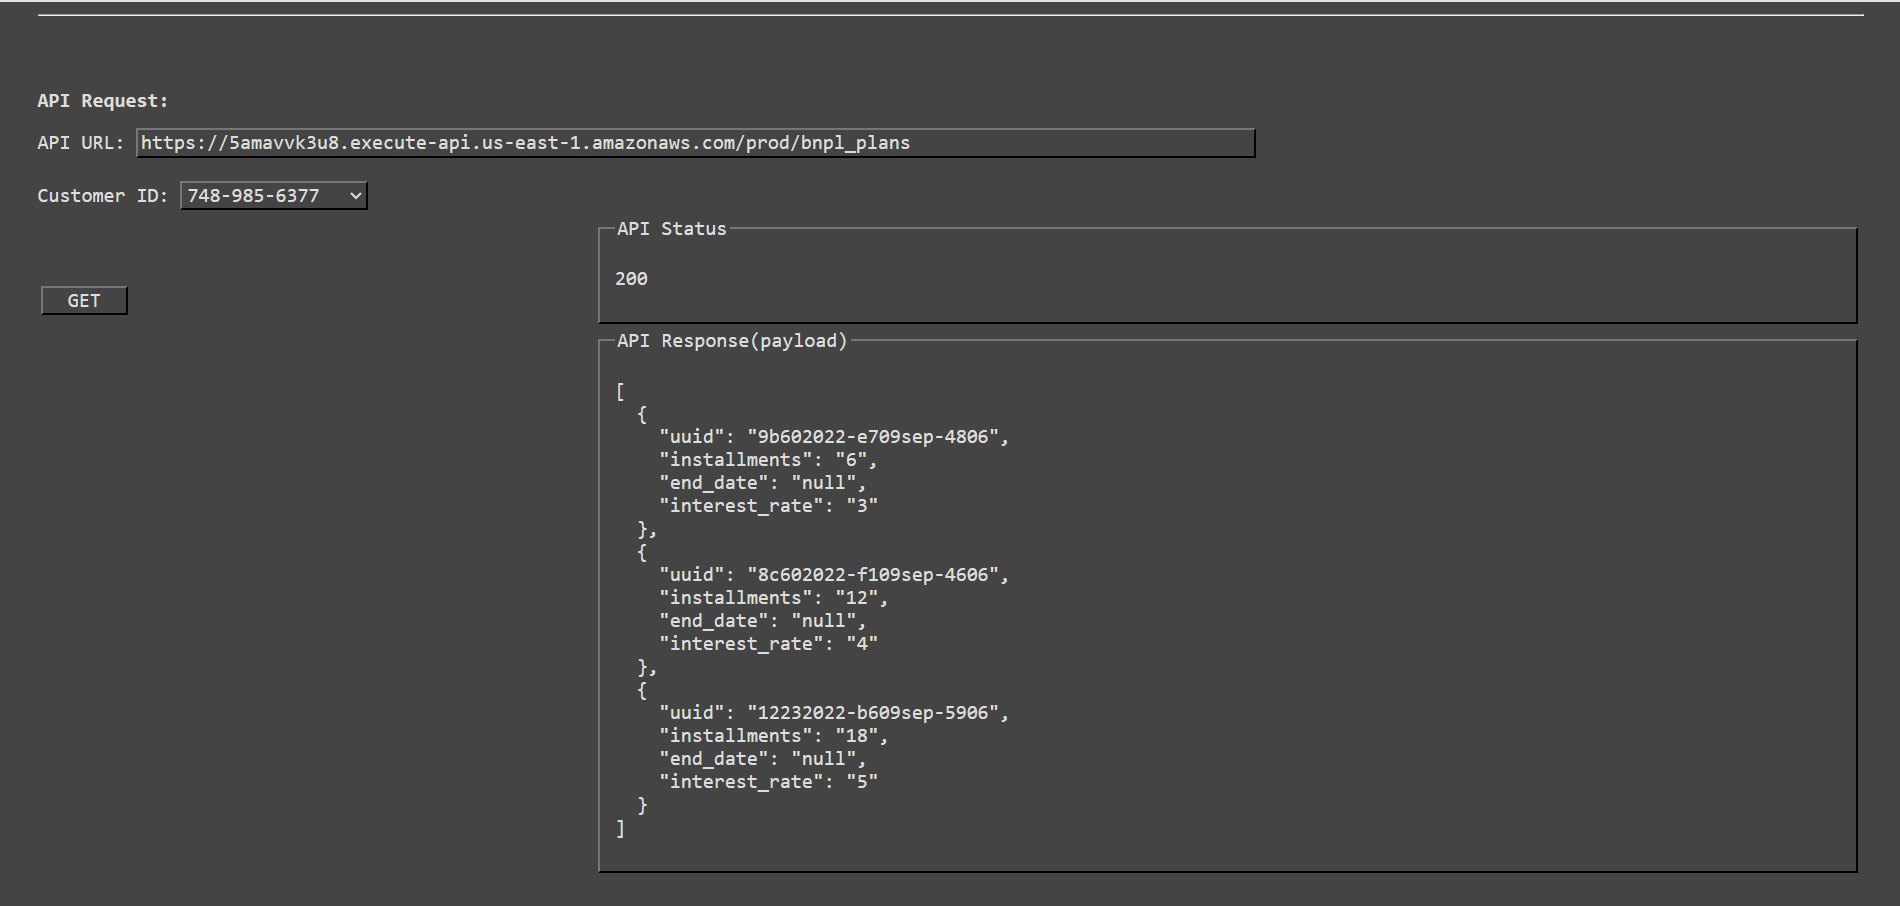 API Request:
API URL: https://5amavvk3u8.execute-api.us-east-1.amazonaws.com/prod/bnpl_plans
Customer ID: 748-985-6377
GET
API Status
200
API Response(payload)
[
  {
    "uuid": "9b602022-e709sep-4806",
    "installments": "6",
    "end_date": "null",
    "interest_rate": "3"
  },
  {
    "uuid": "8c602022-f109sep-4606",
    "installments": "12",
    "end_date": "null",
    "interest_rate": "4"
  },
  {
    "uuid": "12232022-b609sep-5906",
    "installments": "18",
    "end_date": "null",
    "interest_rate": "5"
  }
]